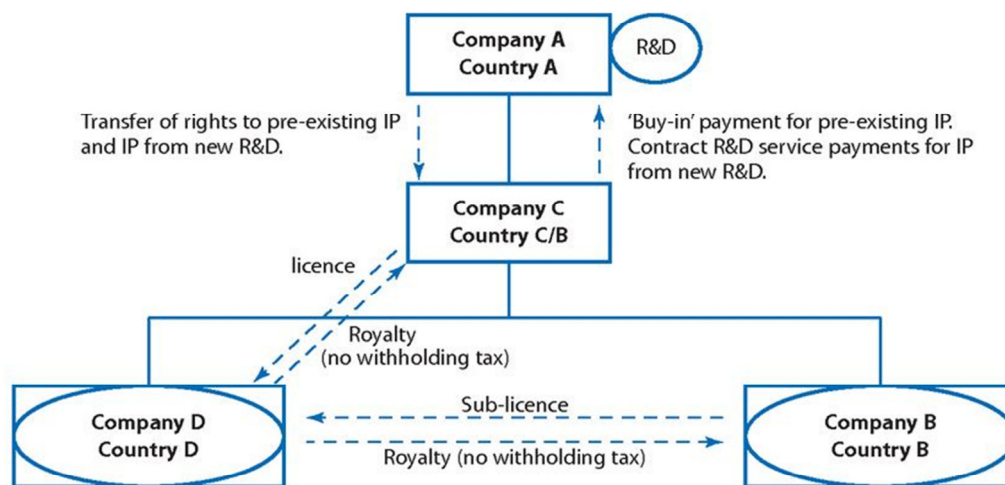 Company A
Country A
R&D
Transfer of rights to pre-existing IP
and IP from new R&D.
'Buy-in' payment for pre-existing IP.
Contract R&D service payments for IP
from new R&D.
Company C
Country C/B
licence
Royalty
(no withholding tax)
Company D
Country D
Sub-licence
Royalty (no withholding tax)
Company B
Country B